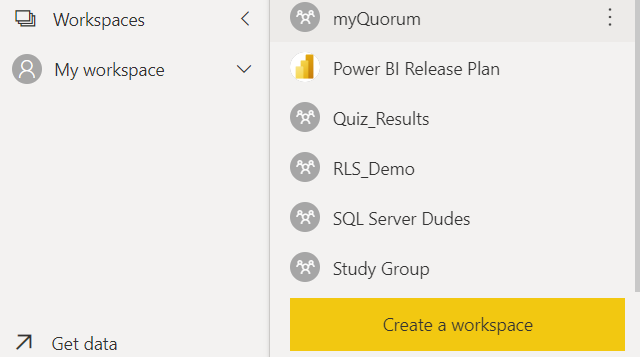 Workspaces
My workspace
Get data
myQuorum
Power BI Release Plan
Quiz_Results
RLS_Demo
SQL Server Dudes
Study Group
Create a workspace